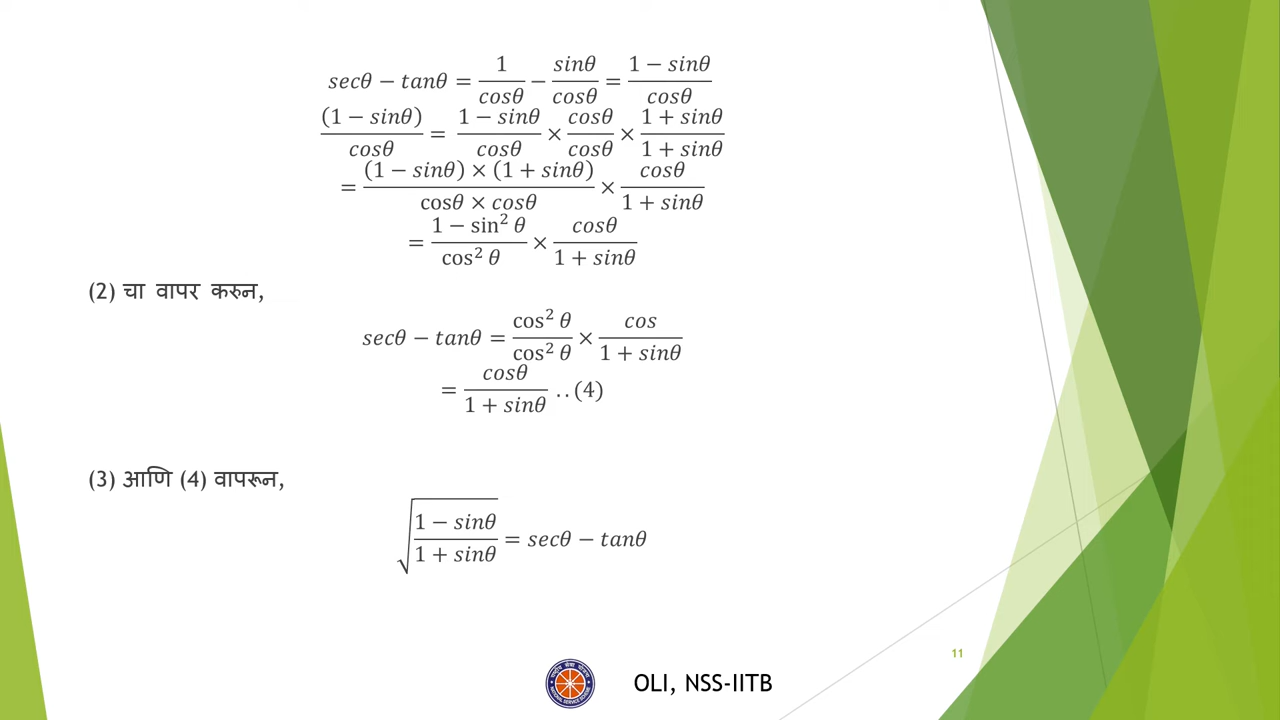 secθ − tanθ = 1/cosθ − sinθ/cosθ = (1 − sinθ)/cosθ
(1 − sinθ)/cosθ = (1 − sinθ)/cosθ × cosθ/cosθ × (1 + sinθ)/(1 + sinθ)
= ((1 − sinθ) × (1 + sinθ))/(cosθ × cosθ) × cosθ/(1 + sinθ)
= (1 − sin² θ)/(cos² θ) × cosθ/(1 + sinθ)
(2) चा वापर करुन,
secθ − tanθ = (cos² θ)/(cos² θ) × cos/(1 + sinθ)
= cosθ/(1 + sinθ) ..(4)
(3) आणि (4) वापरून,
√((1 − sinθ)/(1 + sinθ)) = secθ − tanθ
11
OLI, NSS-IITB